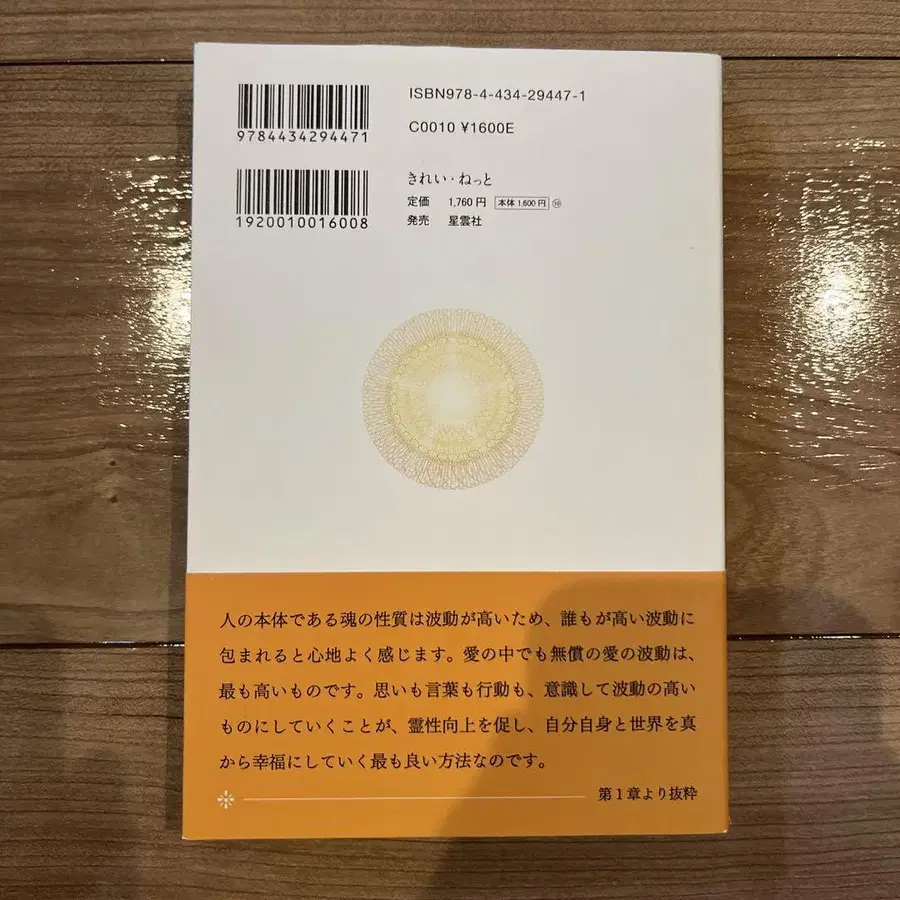 ISBN978-4-434-29447-1
C0010 ¥1600E
9784434294471
きれい・ねっと
定価 1,760円 本体1,600円 ⑩
発売 星雲社
1920010016008
人の本体である魂の性質は波動が高いため、誰もが高い波動に
包まれると心地よく感じます。愛の中でも無償の愛の波動は、
最も高いものです。思いも言葉も行動も、意識して波動の高い
ものにしていくことが、霊性向上を促し、自分自身と世界を真
から幸福にしていく最も良い方法なのです。
第1章より抜粋